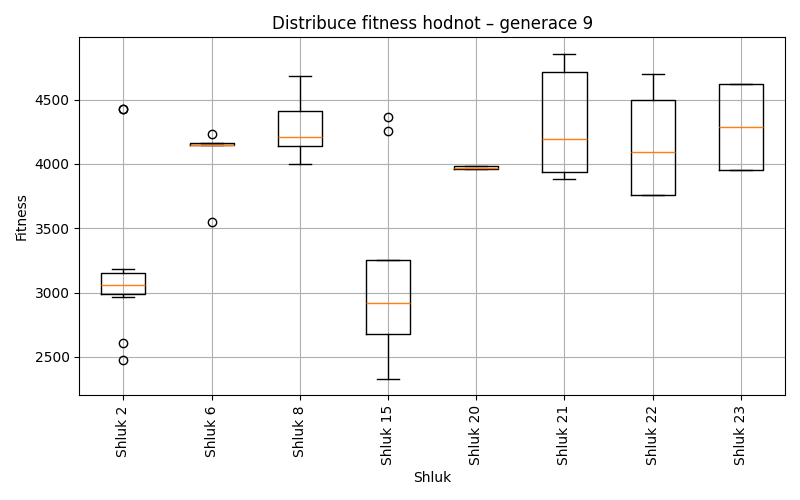 Distribuce fitness hodnot – generace 9
Fitness
4500
4000
3500
3000
2500
Shluk 2
Shluk 6
Shluk 8
Shluk 15
Shluk 20
Shluk 21
Shluk 22
Shluk 23
Shluk